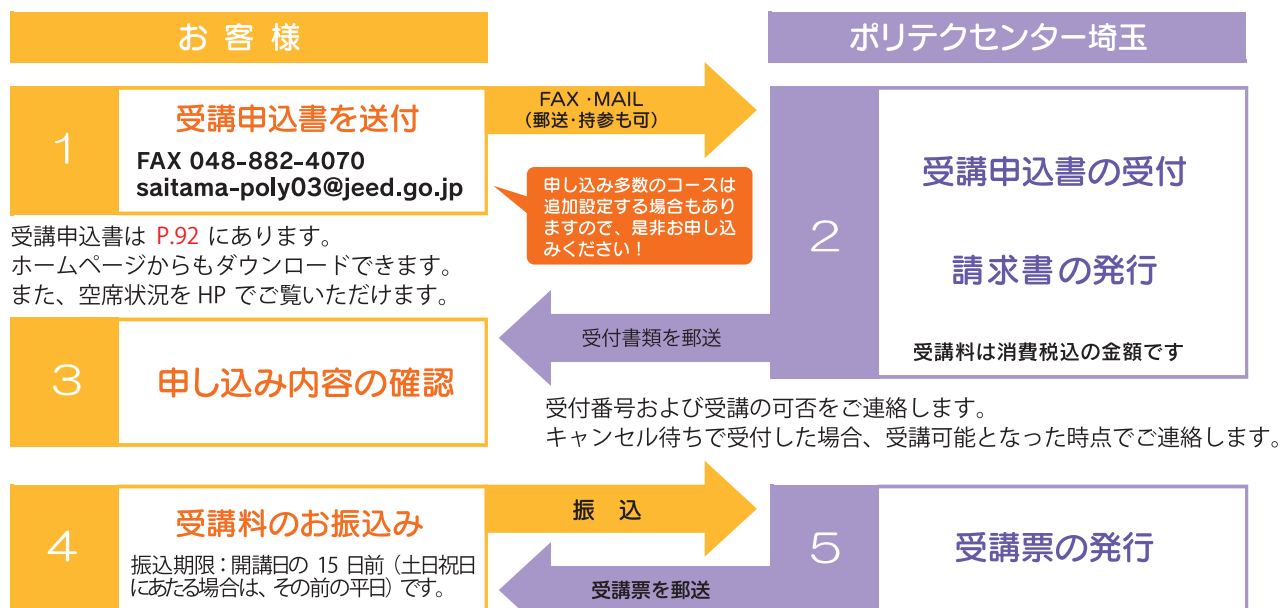 お客様
ポリテクセンター埼玉
1
受講申込書を送付
FAX 048-882-4070
saitama-poly03@jeed.go.jp
FAX・MAIL
（郵送・持参も可）
申し込み多数のコースは
追加設定する場合もあり
ますので、是非お申し込
みください！
受講申込書は P.92 にあります。
ホームページからもダウンロードできます。
また、空席状況を HP でご覧いただけます。
2
受講申込書の受付
請求書の発行
受講料は消費税込の金額です
受付書類を郵送
3
申し込み内容の確認
受付番号および受講の可否をご連絡します。
キャンセル待ちで受付した場合、受講可能となった時点でご連絡します。
4
受講料のお振込み
振込期限：開講日の 15 日前（土日祝日
にあたる場合は、その前の平日）です。
振込
5
受講票の発行
受講票を郵送